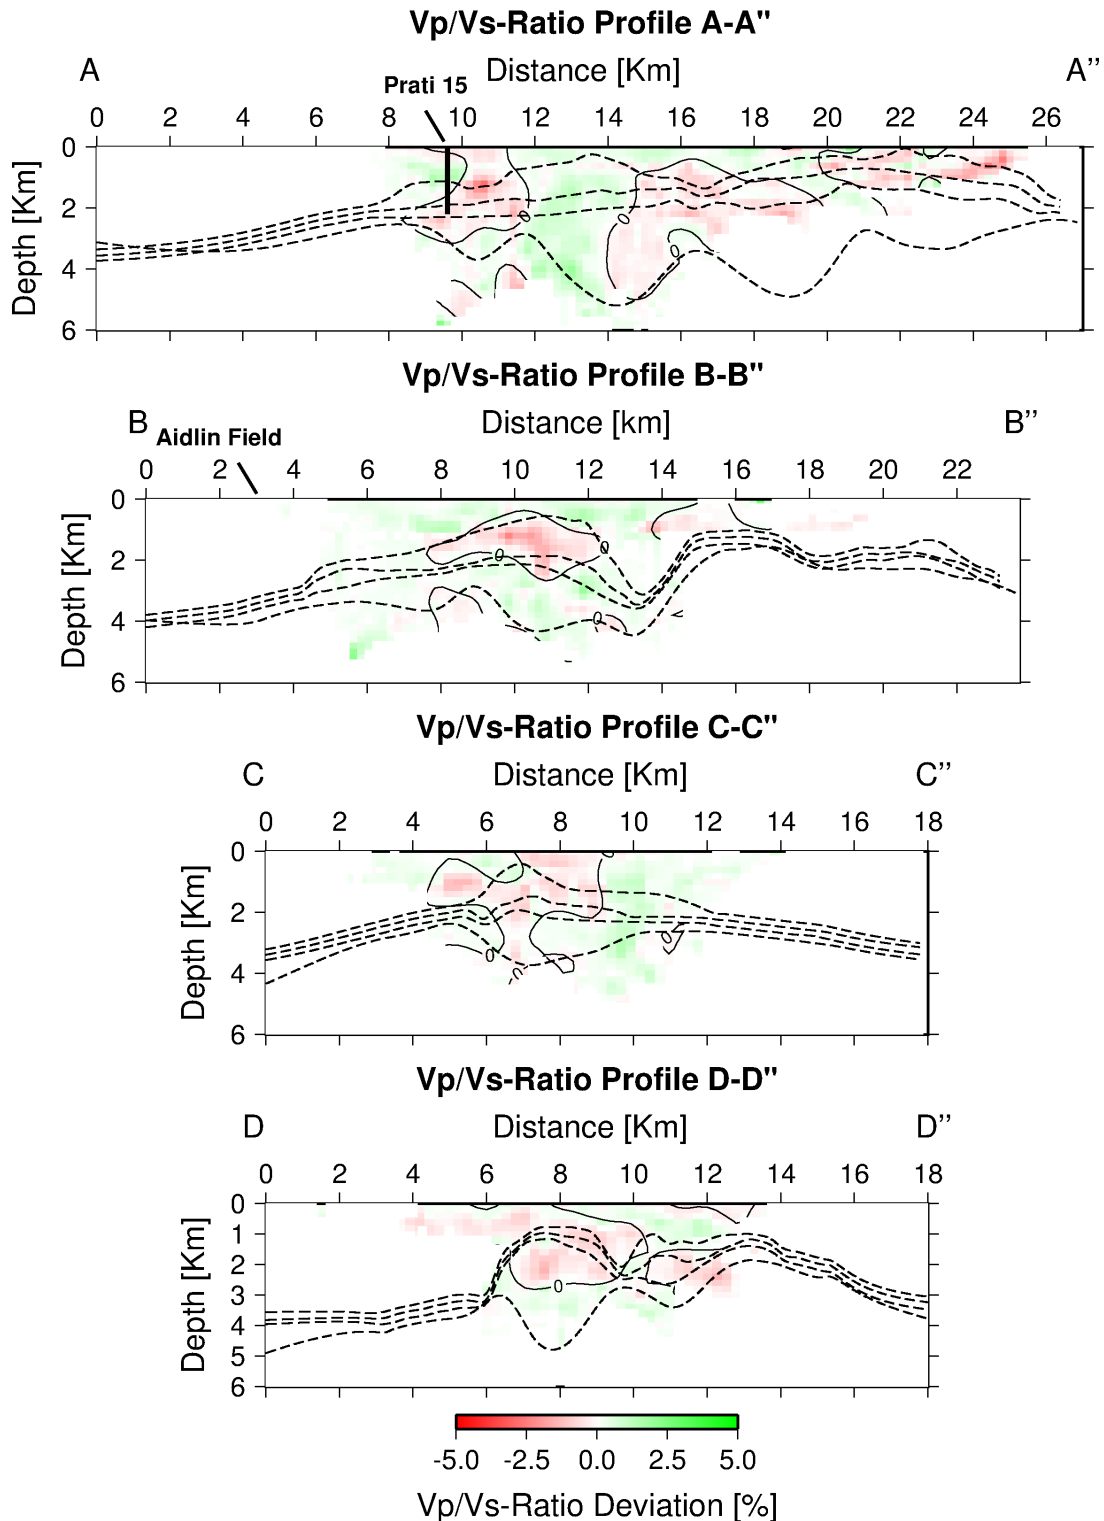 Vp/Vs-Ratio Profile A-A"
A Distance [Km] A''
Prati 15
0 2 4 6 8 10 12 14 16 18 20 22 24 26
0
2
4
6
Depth [Km]
0 0 0
Vp/Vs-Ratio Profile B-B"
B Distance [km] B''
Aidlin Field
0 2 4 6 8 10 12 14 16 18 20 22
0
2
4
6
Depth [Km]
0 0 0
Vp/Vs-Ratio Profile C-C"
C Distance [Km] C''
0 2 4 6 8 10 12 14 16 18
0
2
4
6
Depth [Km]
0 0 0 0
Vp/Vs-Ratio Profile D-D"
D Distance [Km] D''
0 2 4 6 8 10 12 14 16 18
0
1
2
3
4
5
6
Depth [Km]
0
-5.0 -2.5 0.0 2.5 5.0
Vp/Vs-Ratio Deviation [%]